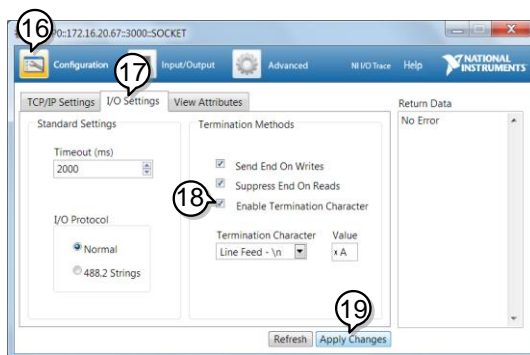 16
0::172.16.20.67::3000::SOCKET
Configuration
17
Input/Output
Advanced
NI I/O Trace
Help
NATIONAL INSTRUMENTS
TCP/IP Settings
I/O Settings
View Attributes
Return Data
Standard Settings
Termination Methods
No Error
Timeout (ms)
2000
Send End On Writes
Suppress End On Reads
18
Enable Termination Character
I/O Protocol
Normal
488.2 Strings
Termination Character
Value
Line Feed - \n
x A
19
Refresh
Apply Changes